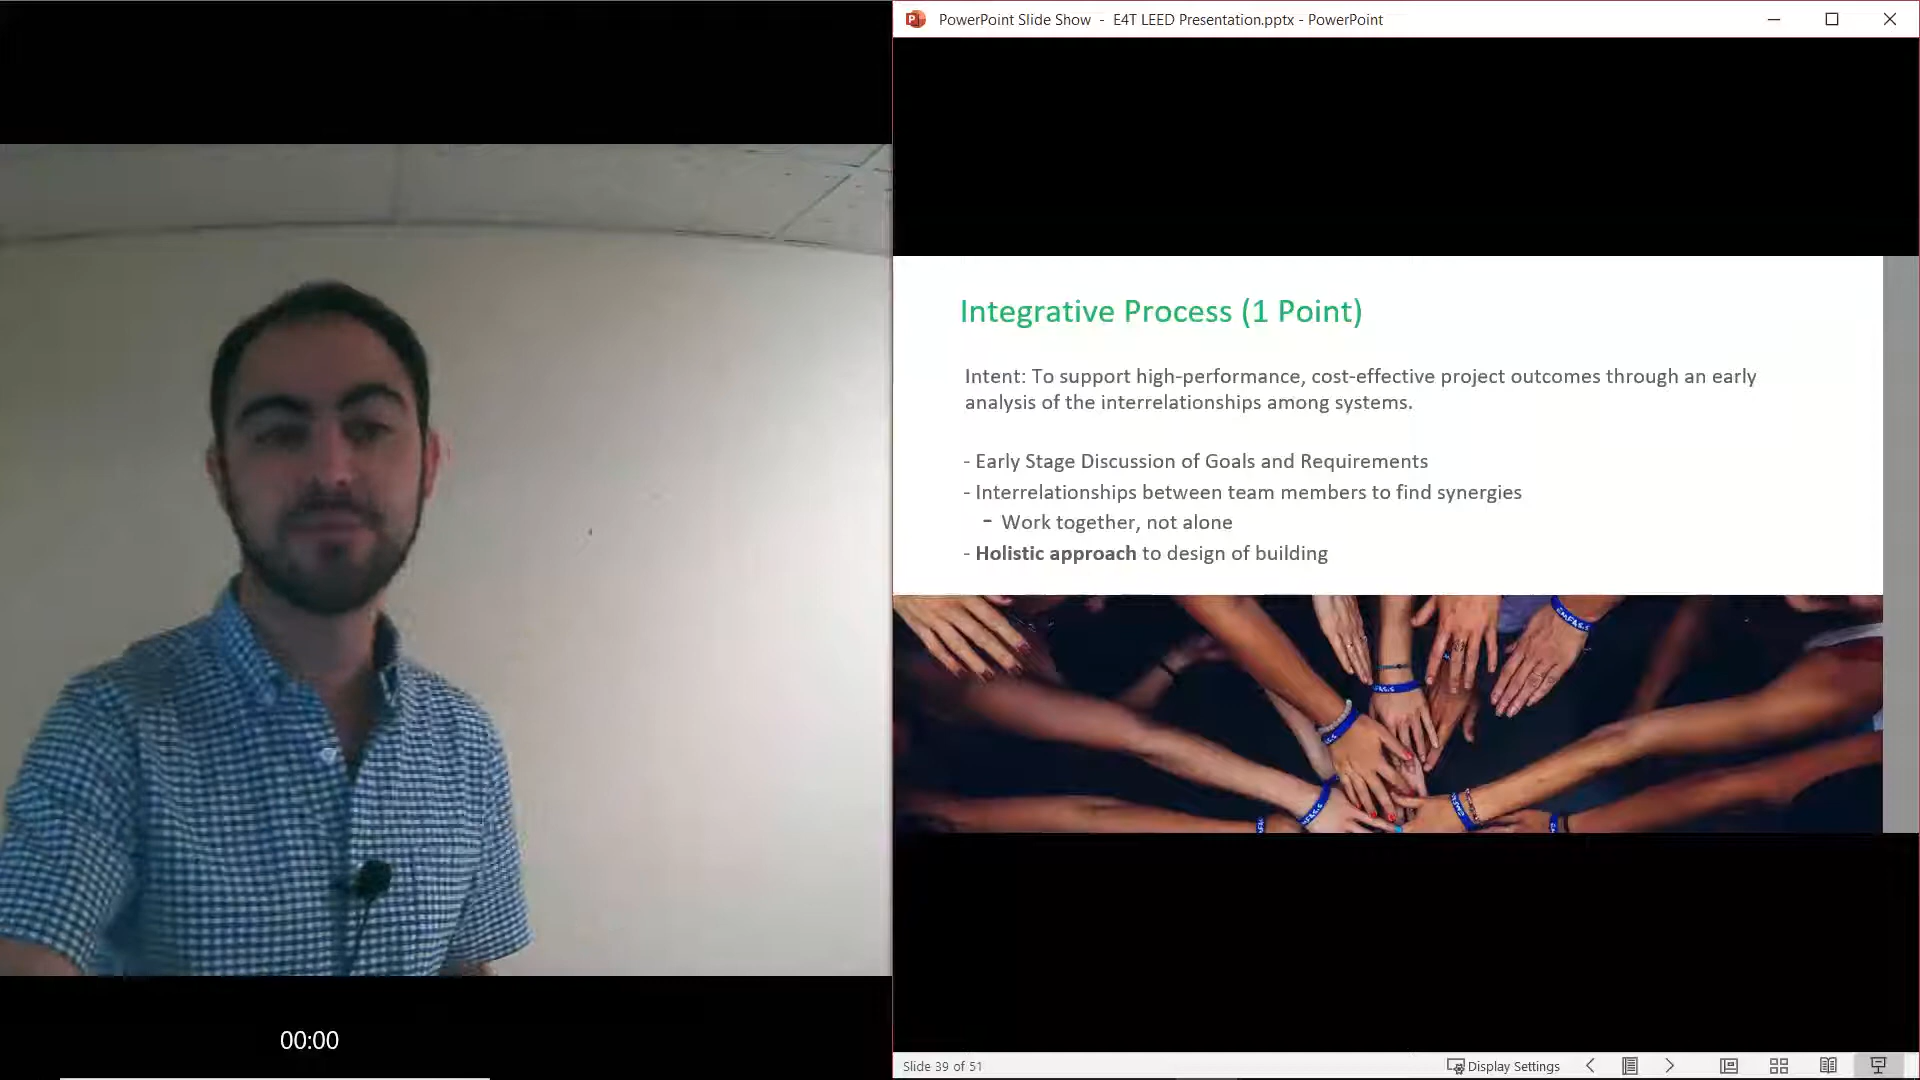 PowerPoint Slide Show - E4T LEED Presentation.pptx - PowerPoint
Integrative Process (1 Point)
Intent: To support high-performance, cost-effective project outcomes through an early
analysis of the interrelationships among systems.
- Early Stage Discussion of Goals and Requirements
- Interrelationships between team members to find synergies
- Work together, not alone
- Holistic approach to design of building
00:00
Slide 39 of 51
Display Settings